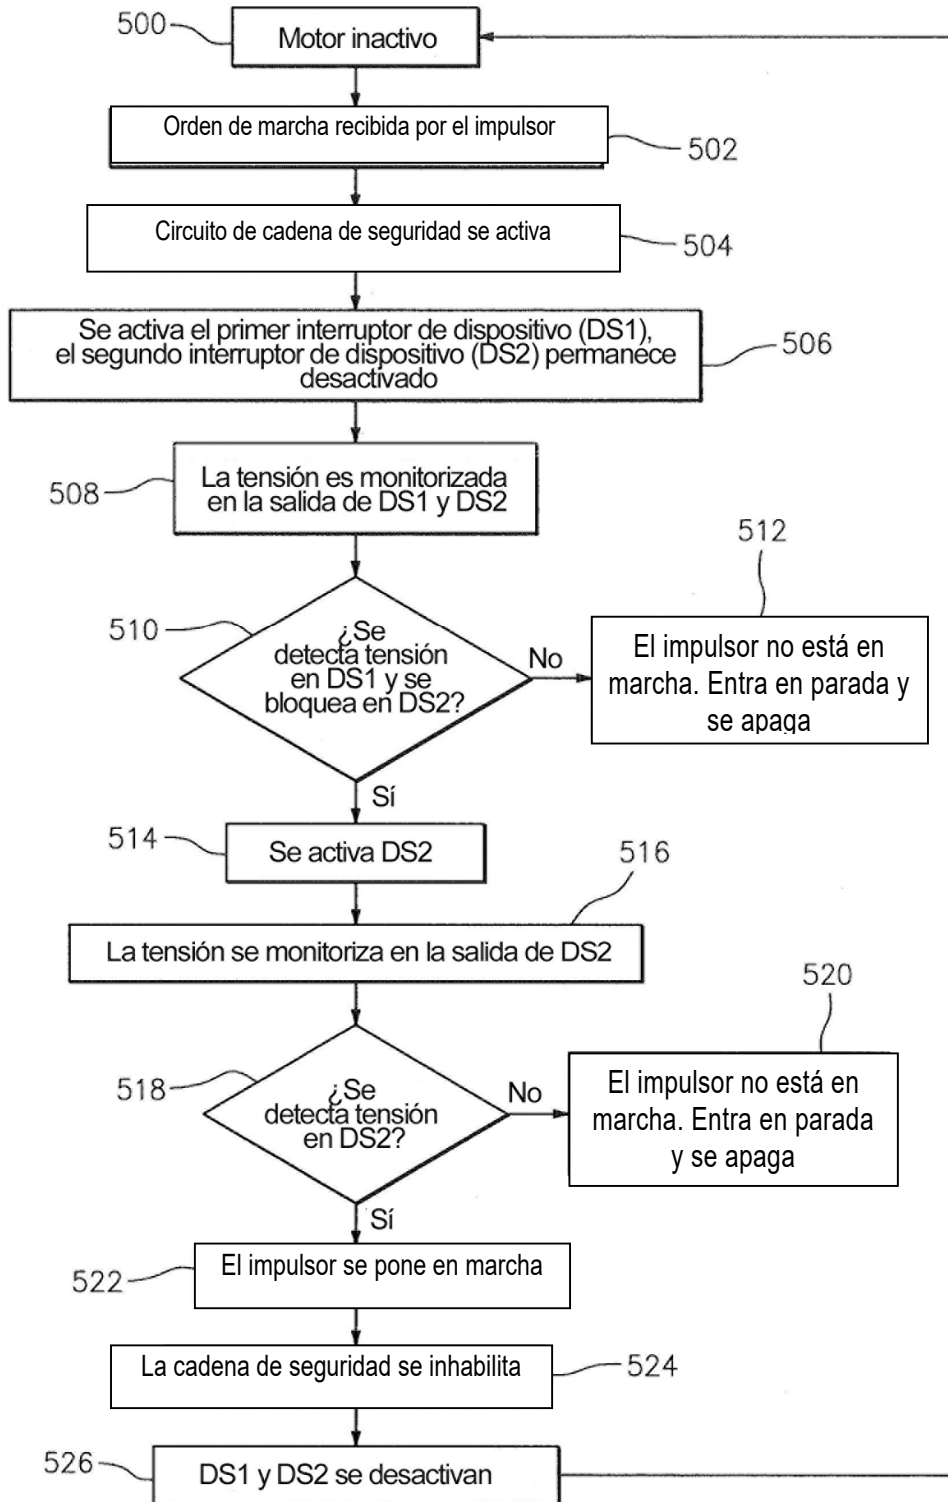 500
Motor inactivo
Orden de marcha recibida por el impulsor
502
Circuito de cadena de seguridad se activa
504
Se activa el primer interruptor de dispositivo (DS1),
el segundo interruptor de dispositivo (DS2) permanece
desactivado
506
508
La tensión es monitorizada
en la salida de DS1 y DS2
510
¿Se
detecta tensión
en DS1 y se
bloquea en DS2?
No
512
El impulsor no está en
marcha. Entra en parada y
se apaga
Sí
514
Se activa DS2
516
La tensión se monitoriza en la salida de DS2
518
¿Se
detecta tensión
en DS2?
No
520
El impulsor no está en
marcha. Entra en parada
y se apaga
Sí
522
El impulsor se pone en marcha
La cadena de seguridad se inhabilita
524
526
DS1 y DS2 se desactivan